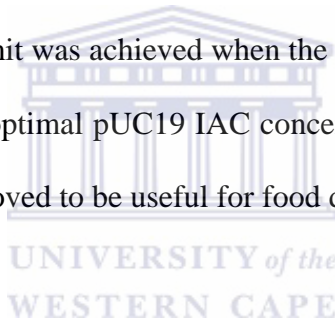 nit was achieved when the
optimal pUC19 IAC conce
oved to be useful for food
UNIVERSITY of the
WESTERN CAPE